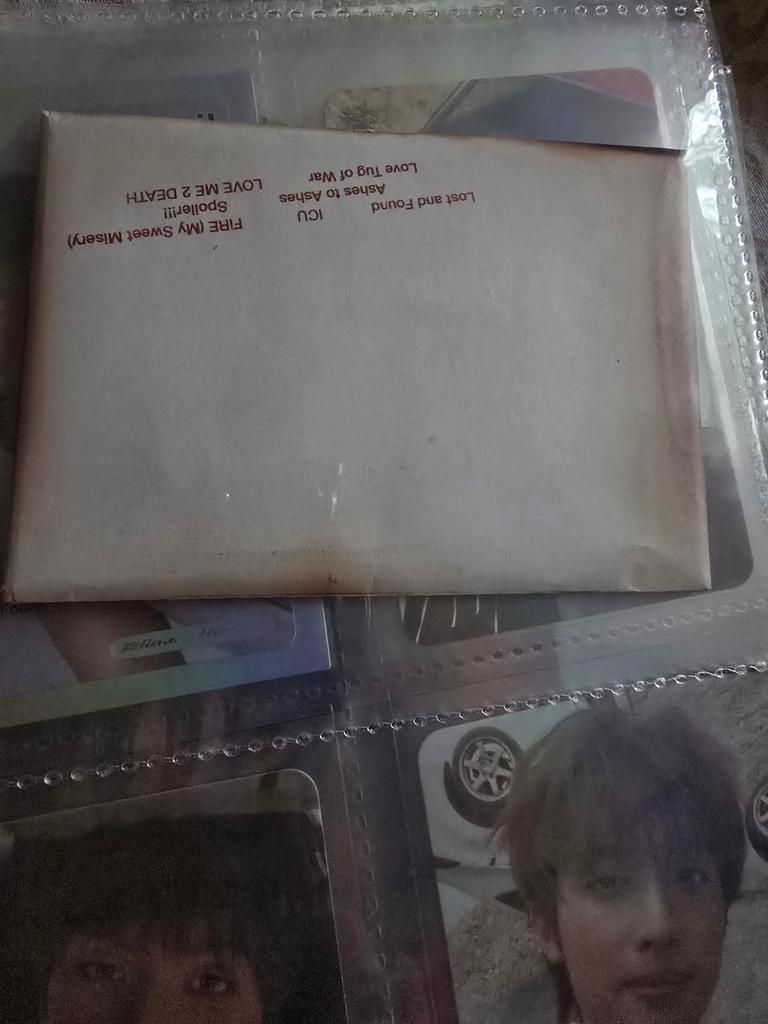 Lost and Found ICU FiRE (My Sweet Misery)
Ashes to Ashes Spoiler!!!
Love Tug of War LOVE ME 2 DEATH